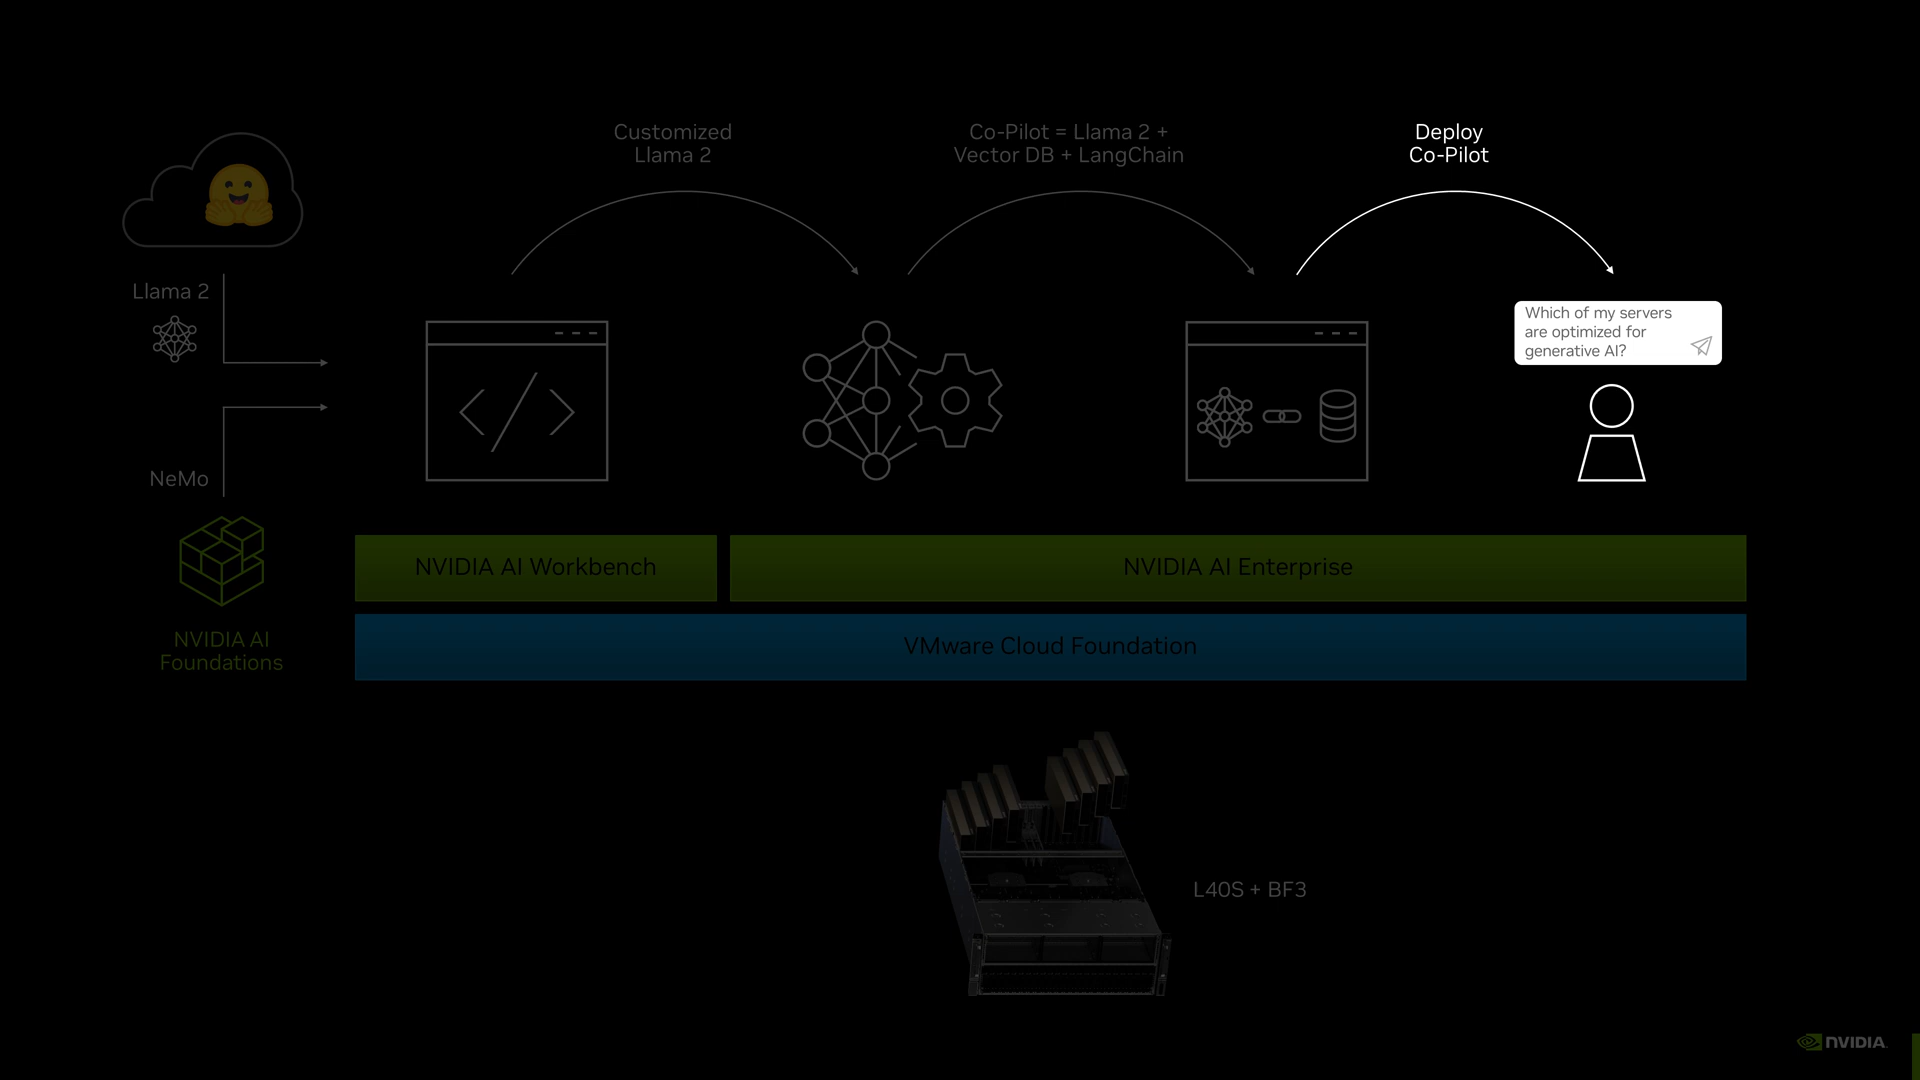 Customized
Llama 2
Co-Pilot = Llama 2 +
Vector DB + LangChain
Deploy
Co-Pilot
Llama 2
NeMo
NVIDIA AI
Foundations
Which of my servers
are optimized for
generative AI?
NVIDIA AI Workbench
NVIDIA AI Enterprise
VMware Cloud Foundation
L40S + BF3
NVIDIA.